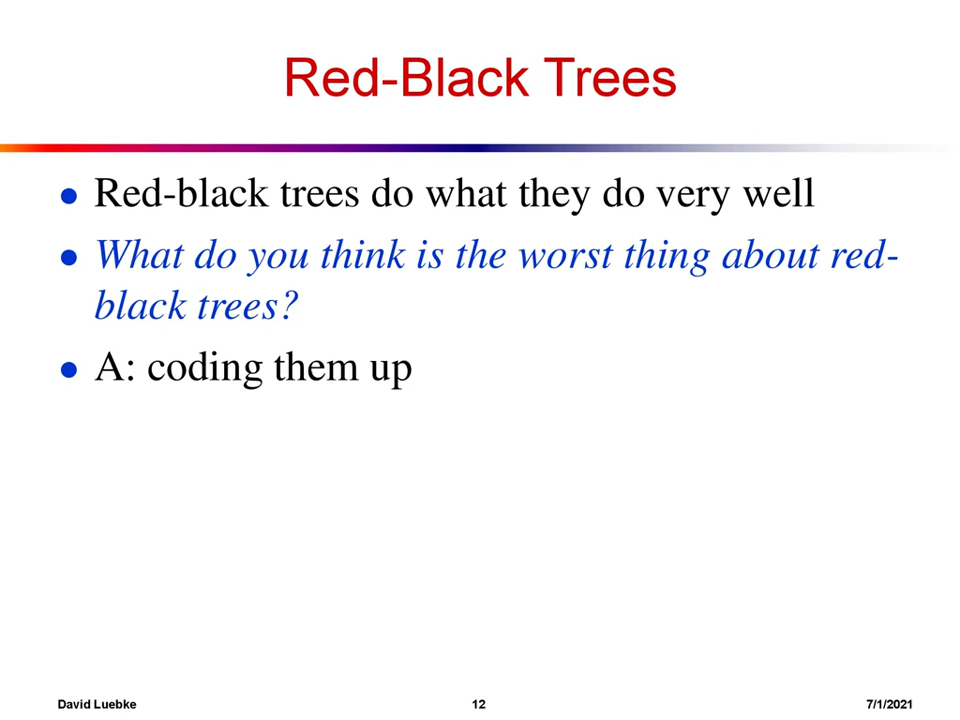 Red-Black Trees
● Red-black trees do what they do very well
● What do you think is the worst thing about red-
black trees?
● A: coding them up
David Luebke 12 7/1/2021